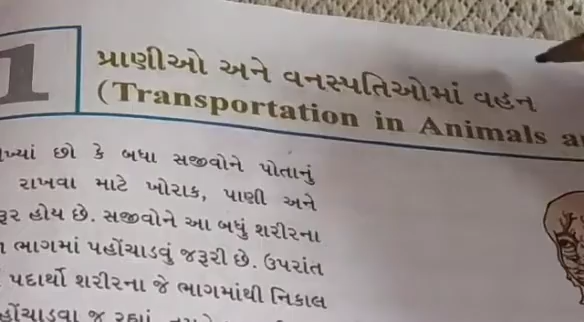 1
પ્રાણીઓ અને વનસ્પતિઓમાં વહન
(Transportation in Animals
છો કે બધા સજીવોને પોતાનું
રાખવા માટે ખોરાક, પાણી અને
હોય છે. સજીવોને આ બધું શરીરના
ભાગમાં પહોંચાડવું જરૂરી છે. ઉપરાંત
પદાર્થો શરીરના જે ભાગમાંથી નિકાલ
જ રહ્યાં